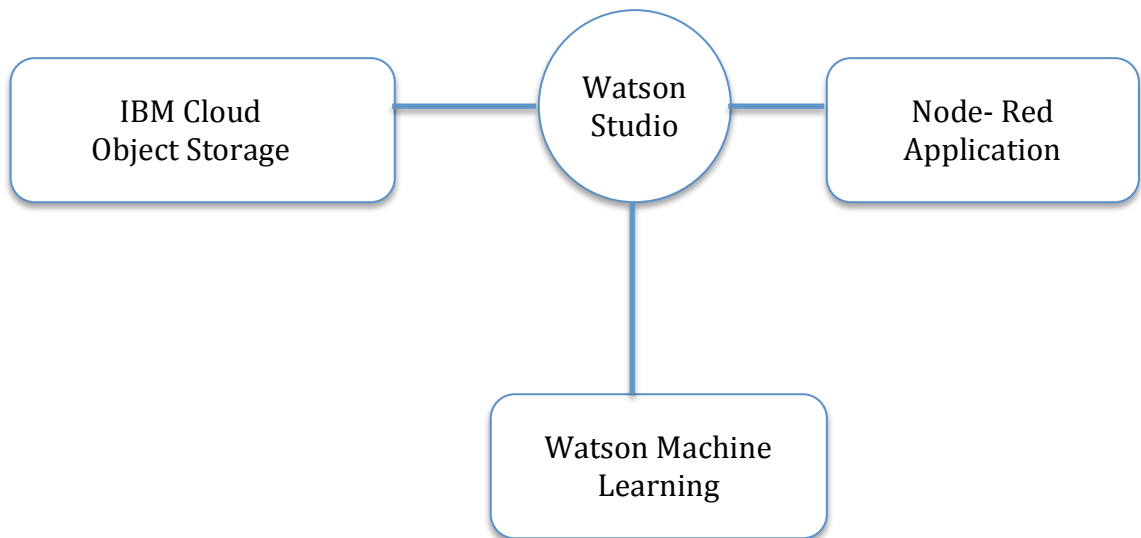 IBM Cloud
Object Storage
Watson
Studio
Node- Red
Application
Watson Machine
Learning